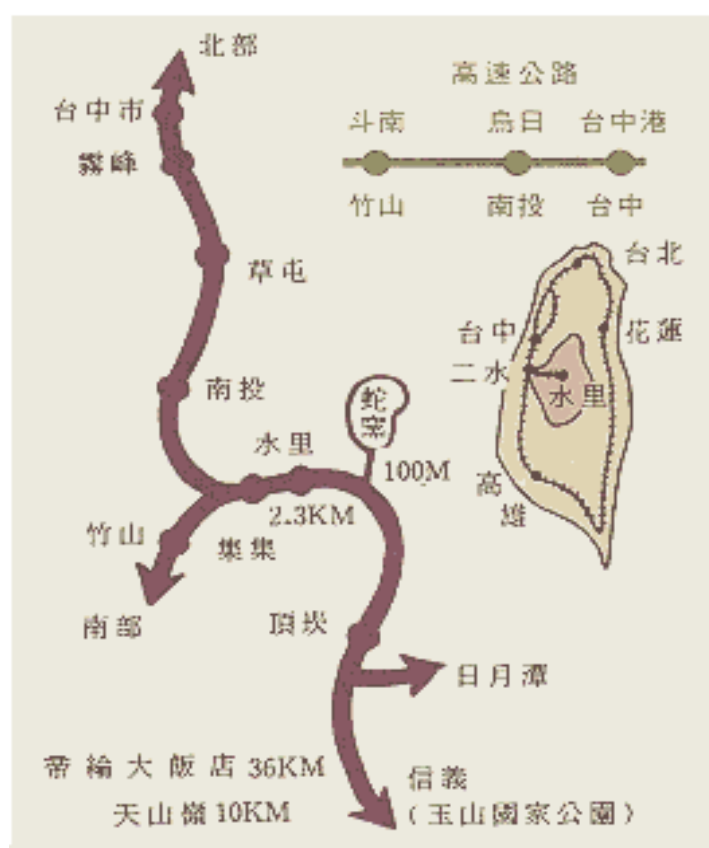 北部
高速公路
台中市
斗南 烏日 台中港
霧峰
竹山 南投 台中
草屯
台北
台中
花蓮
二水
水里
高雄
南投
蛇窯
水里
100M
2.3KM
竹山
集集
南部
頂崁
日月潭
帝綸大飯店 36KM
天山嶺 10KM
信義
(玉山國家公園)